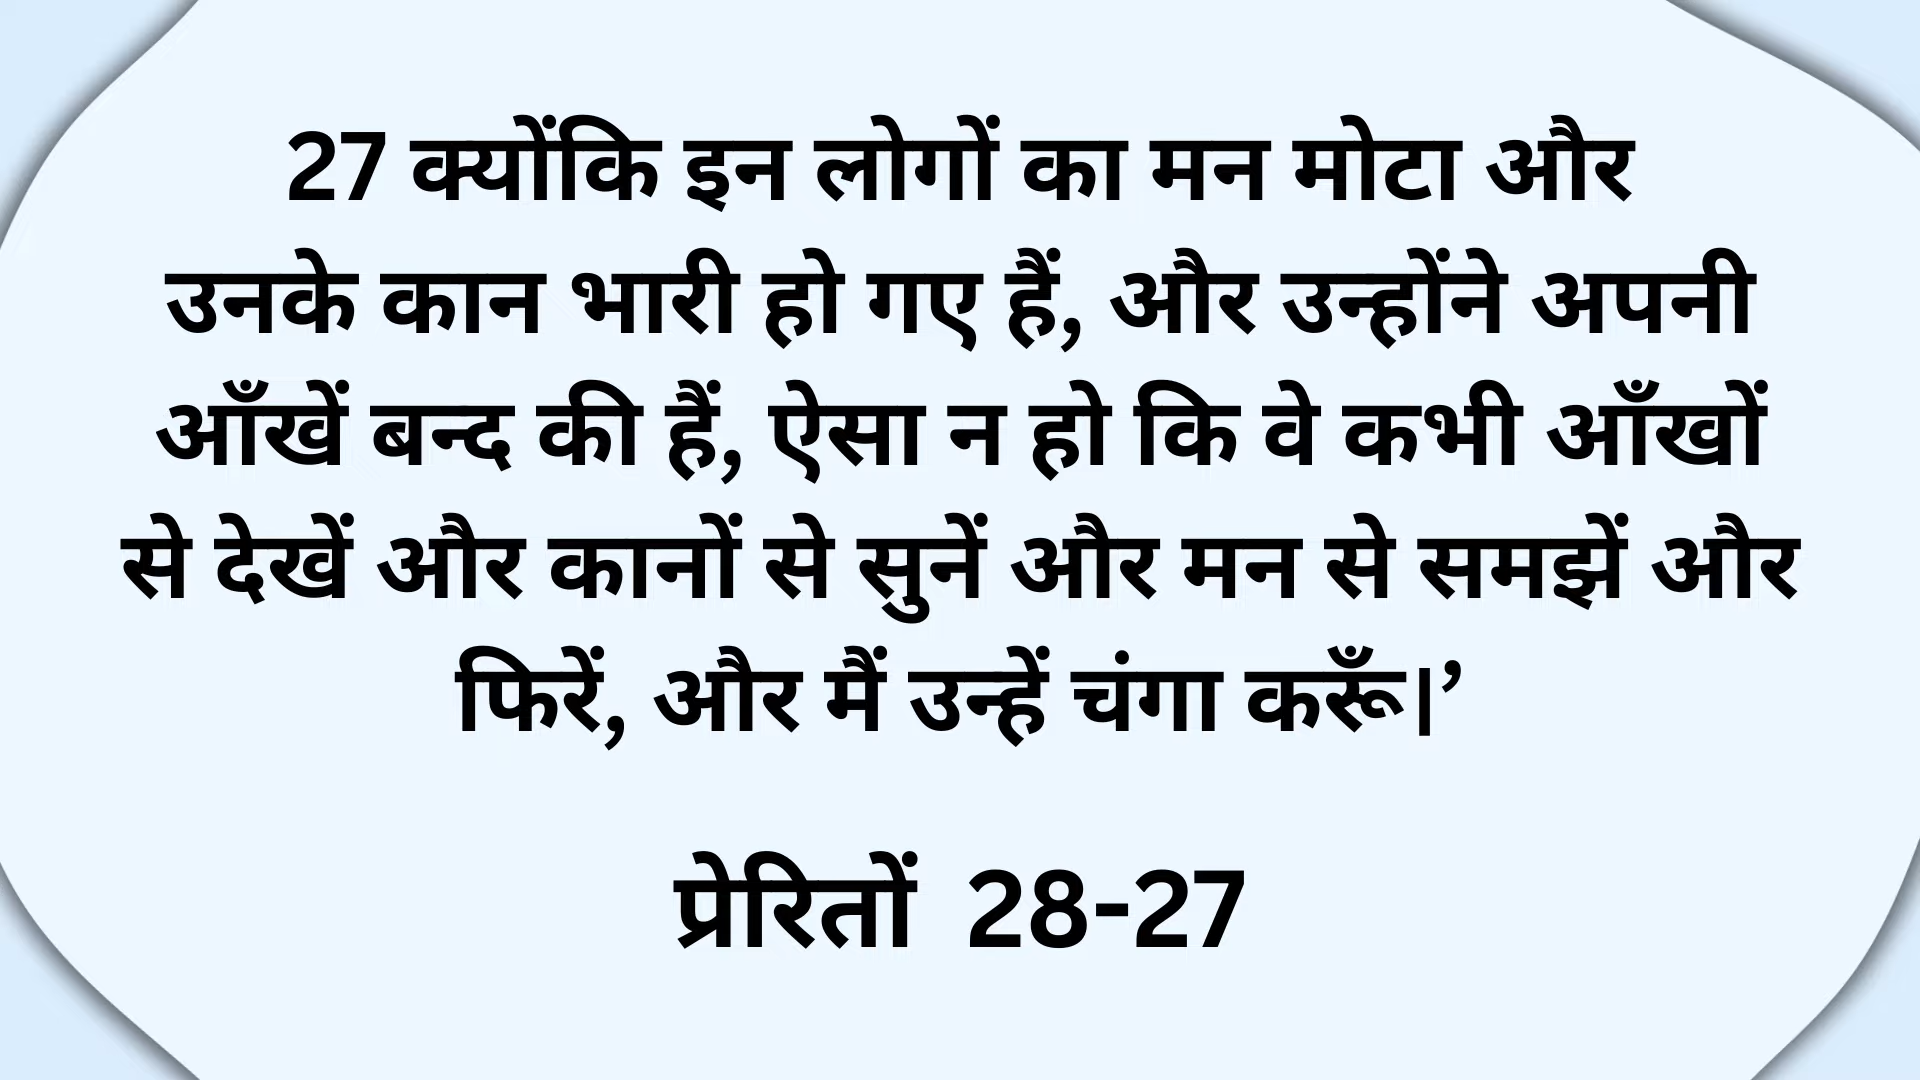 27 क्योंकि इन लोगों का मन मोटा और
उनके कान भारी हो गए हैं, और उन्होंने अपनी
आँखें बन्द की हैं, ऐसा न हो कि वे कभी आँखों
से देखें और कानों से सुनें और मन से समझें और
फिरें, और मैं उन्हें चंगा करूँ।’
प्रेरितों 28-27